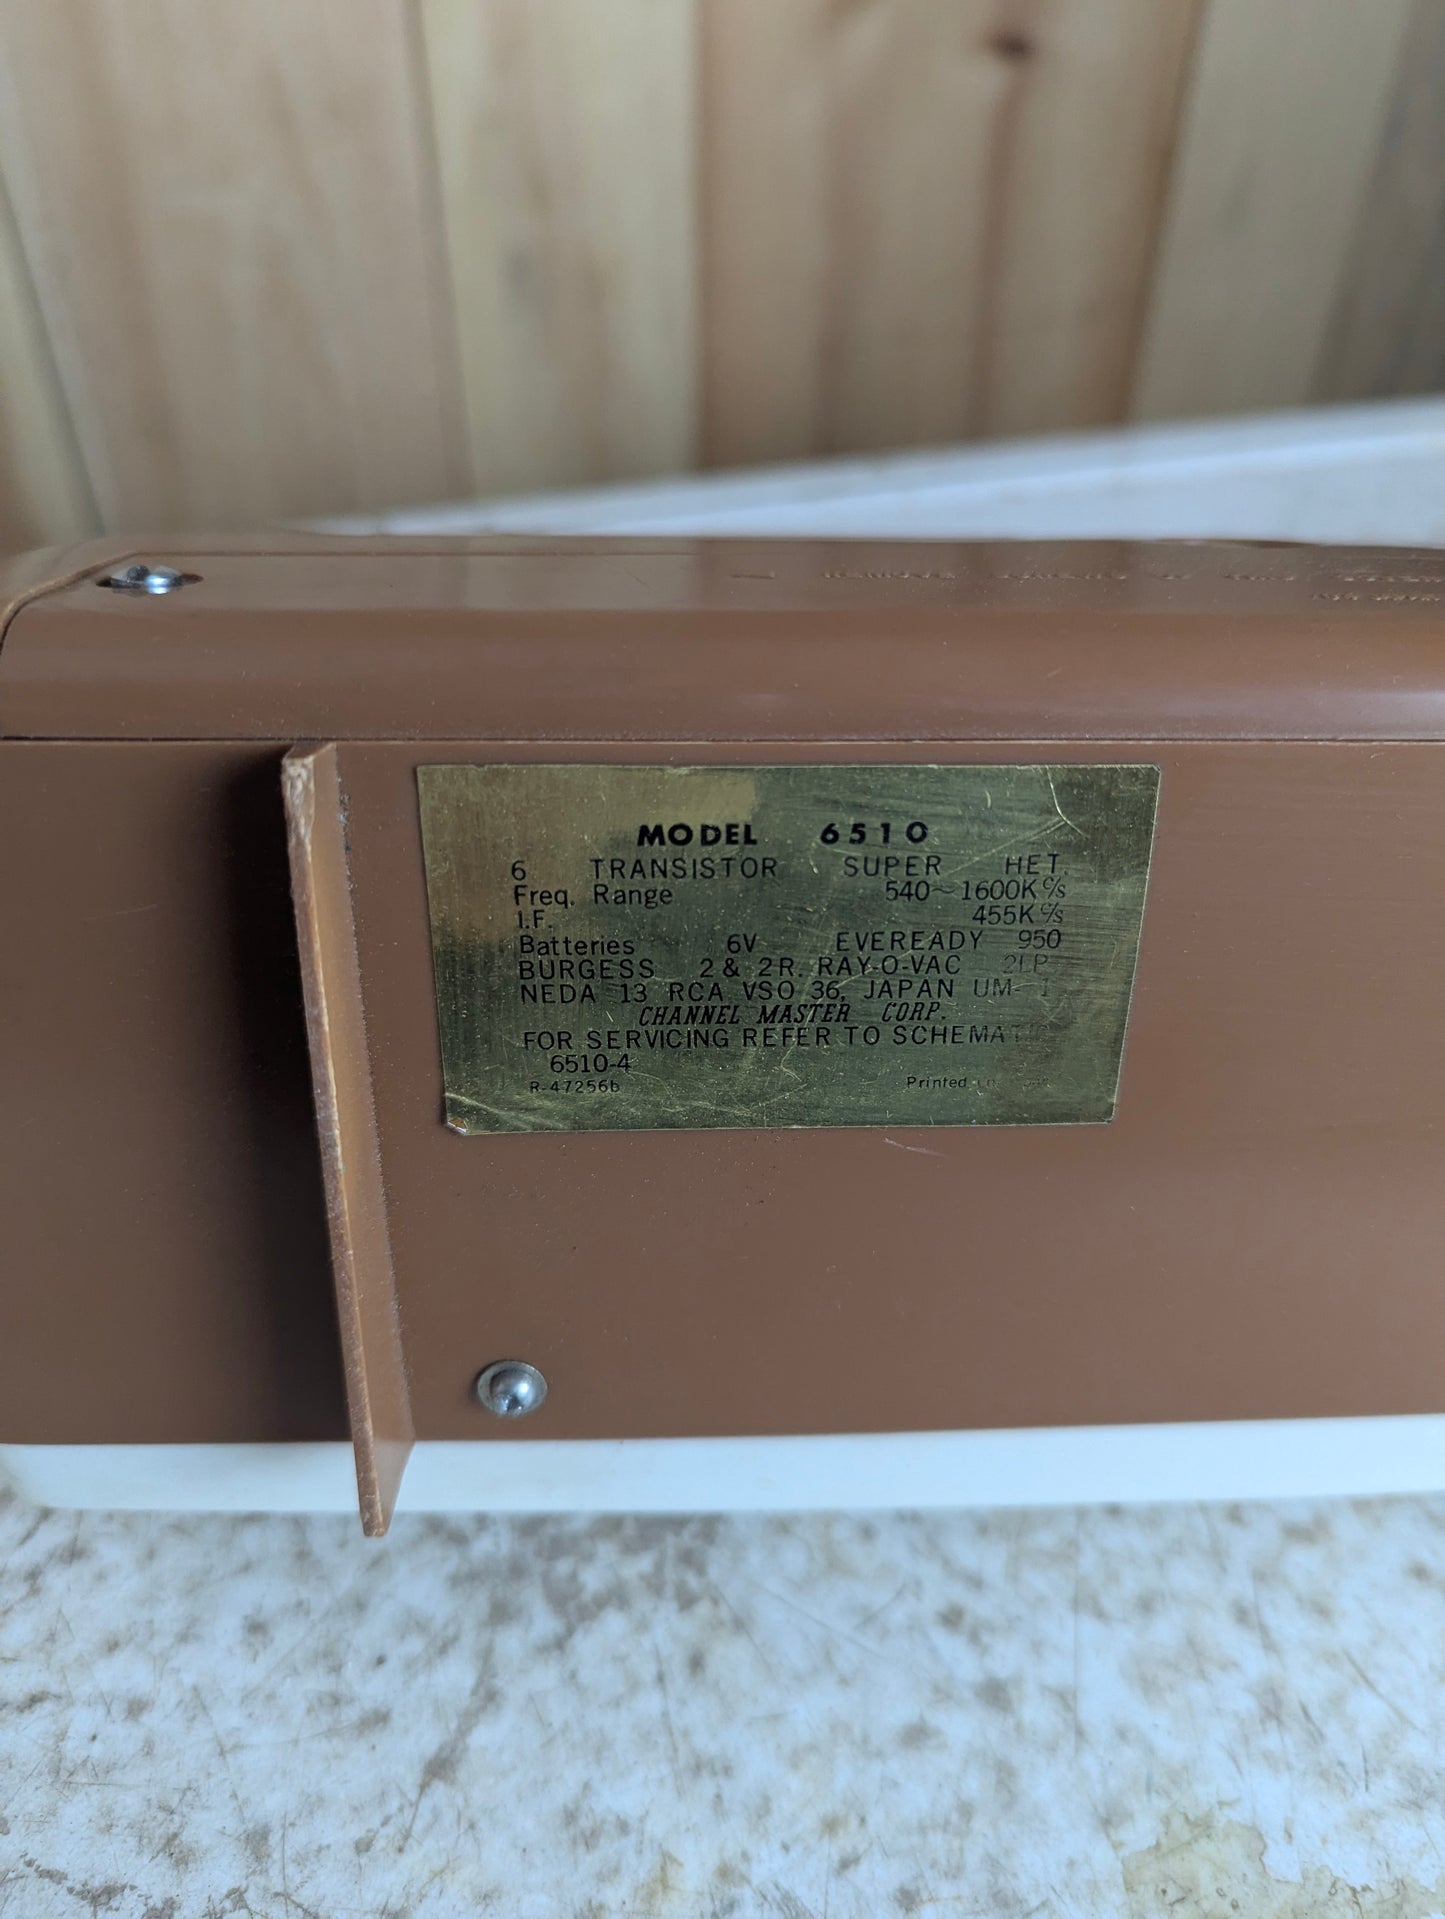 MODEL 6510
6 TRANSISTOR SUPER HET.
Freq. Range 540~1600K c/s
I.F. 455K c/s
Batteries 6V EVEREADY 950
BURGESS 2 & 2R. RAY-O-VAC 2LP
NEDA 13 RCA VSO 36, JAPAN UM-1
CHANNEL MASTER CORP.
FOR SERVICING REFER TO SCHEMATIC
6510-4
R-47256b Printed